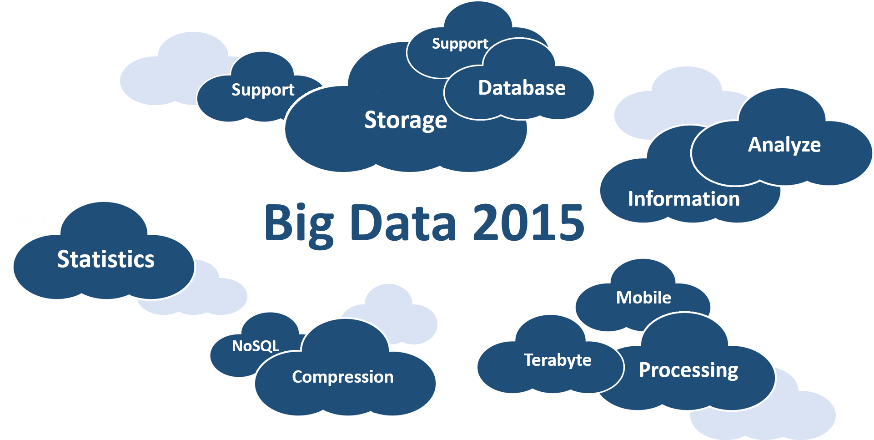 Support
Support
Database
Storage
Analyze
Information
Big Data 2015
Statistics
Mobile
NoSQL
Compression
Terabyte
Processing